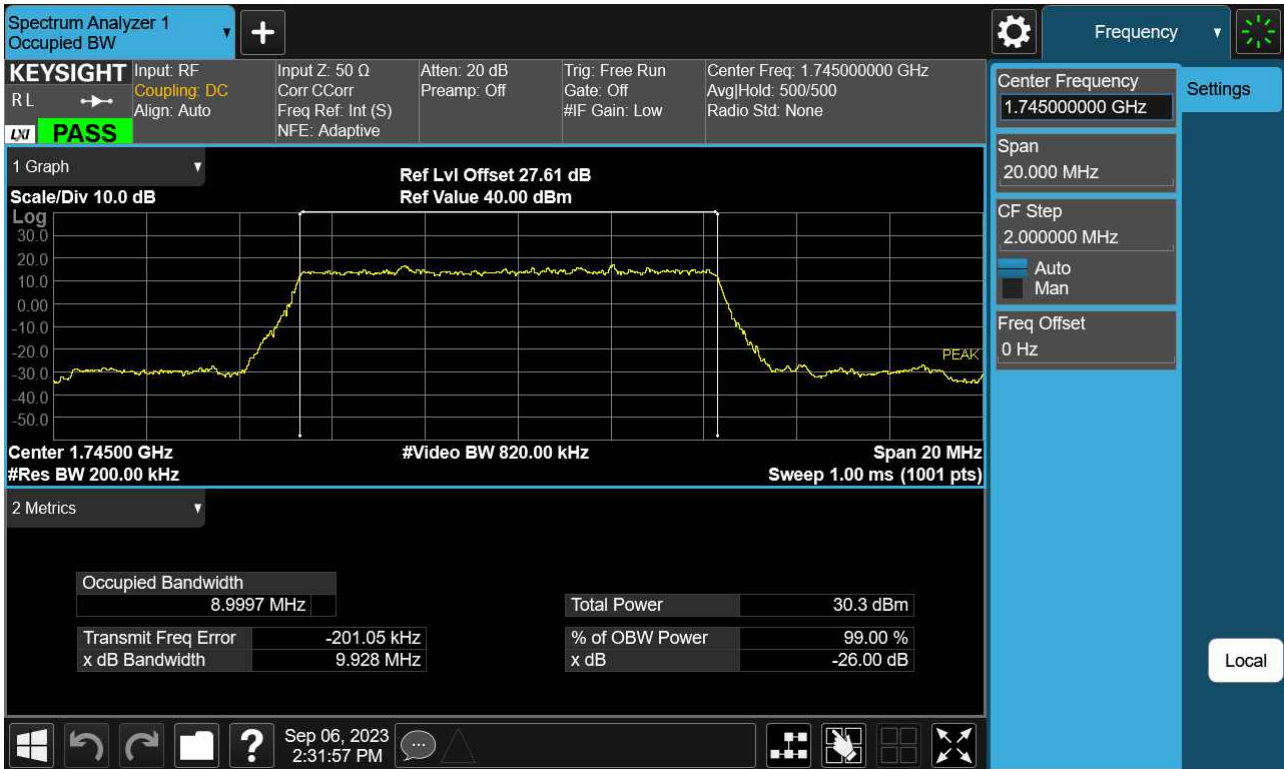 Spectrum Analyzer 1
Occupied BW
▼
+
Frequency
▼
KEYSIGHT
R L
LXI
PASS
Input: RF
Coupling: DC
Align: Auto
Input Z: 50 Ω
Corr CCorr
Freq Ref: Int (S)
NFE: Adaptive
Atten: 20 dB
Preamp: Off
Trig: Free Run
Gate: Off
#IF Gain: Low
Center Freq: 1.745000000 GHz
Avg|Hold: 500/500
Radio Std: None
1 Graph
▼
Scale/Div 10.0 dB
Ref Lvl Offset 27.61 dB
Ref Value 40.00 dBm
Log
30.0
20.0
10.0
0.00
-10.0
-20.0
-30.0
-40.0
-50.0
PEAK
Center 1.74500 GHz
#Video BW 820.00 kHz
Span 20 MHz
#Res BW 200.00 kHz
Sweep 1.00 ms (1001 pts)
2 Metrics
▼
Occupied Bandwidth
8.9997 MHz
Transmit Freq Error -201.05 kHz
x dB Bandwidth 9.928 MHz
Total Power 30.3 dBm
% of OBW Power 99.00 %
x dB -26.00 dB
Center Frequency
1.745000000 GHz
Span
20.000 MHz
CF Step
2.000000 MHz
Auto
Man
Freq Offset
0 Hz
Settings
Local
?
Sep 06, 2023
2:31:57 PM